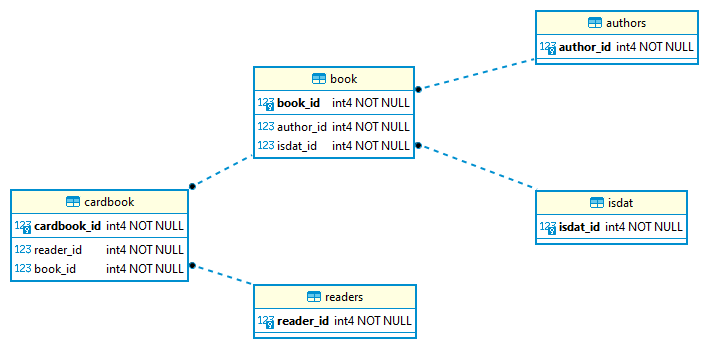 authors
123 author_id int4 NOT NULL
book
123 book_id int4 NOT NULL
123 author_id int4 NOT NULL
123 isdat_id int4 NOT NULL
cardbook
123 cardbook_id int4 NOT NULL
123 reader_id int4 NOT NULL
123 book_id int4 NOT NULL
isdat
123 isdat_id int4 NOT NULL
readers
123 reader_id int4 NOT NULL